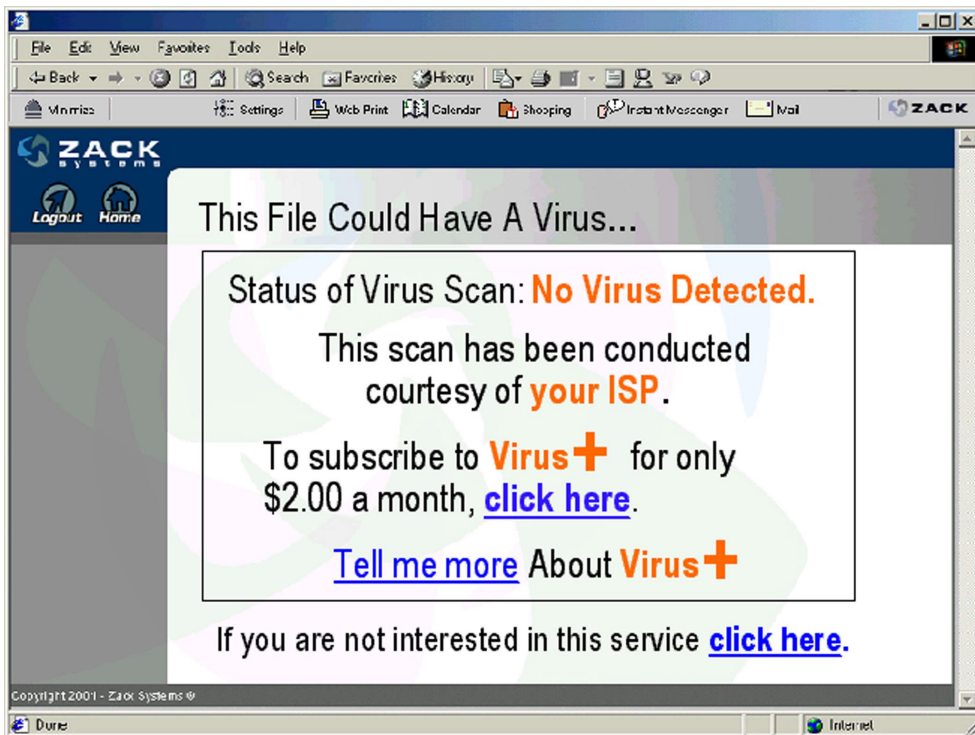 File Edit View Favorites Tools Help
Back Search Favorites History
Minimize Settings Web Print Calendar Shopping Instant Messenger Mail ZACK
ZACK
systems
Logout Home
This File Could Have A Virus...
Status of Virus Scan: No Virus Detected.
This scan has been conducted
courtesy of your ISP.
To subscribe to Virus+ for only
$2.00 a month, click here.
Tell me more About Virus+
If you are not interested in this service click here.
Copyright 2001 - Zack Systems ®
Done Internet